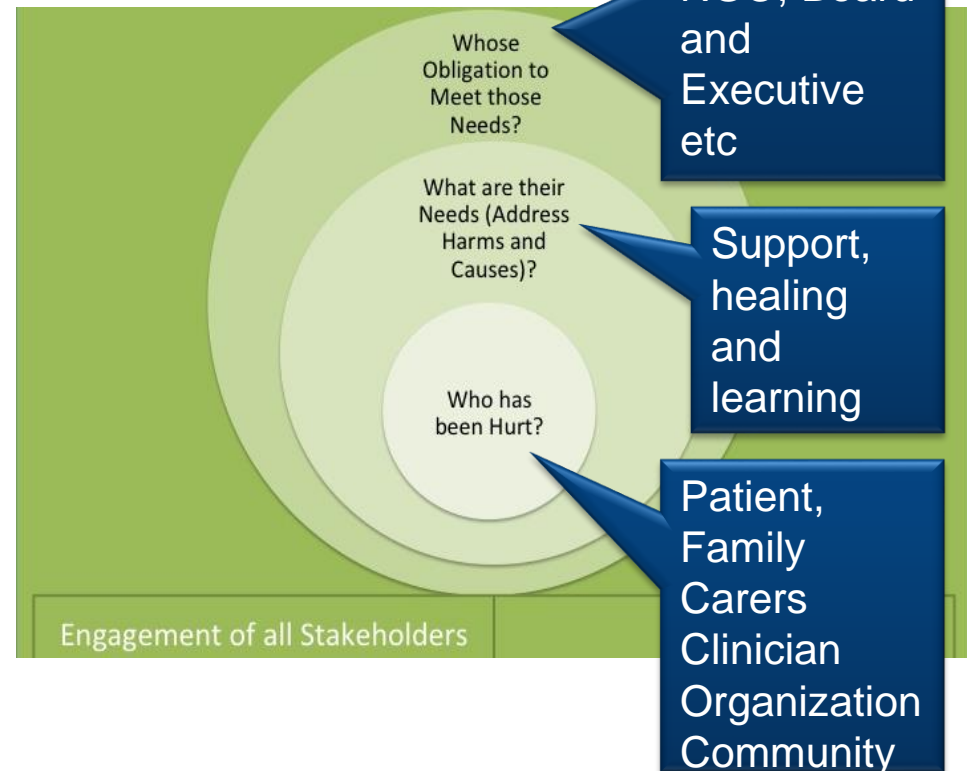 Whose
Obligation to
Meet those
Needs?
and
Executive
etc
What are their
Needs (Address
Harms and
Causes)?
Support,
healing
and
learning
Who has
been Hurt?
Patient,
Family
Carers
Clinician
Organization
Community
Engagement of all Stakeholders